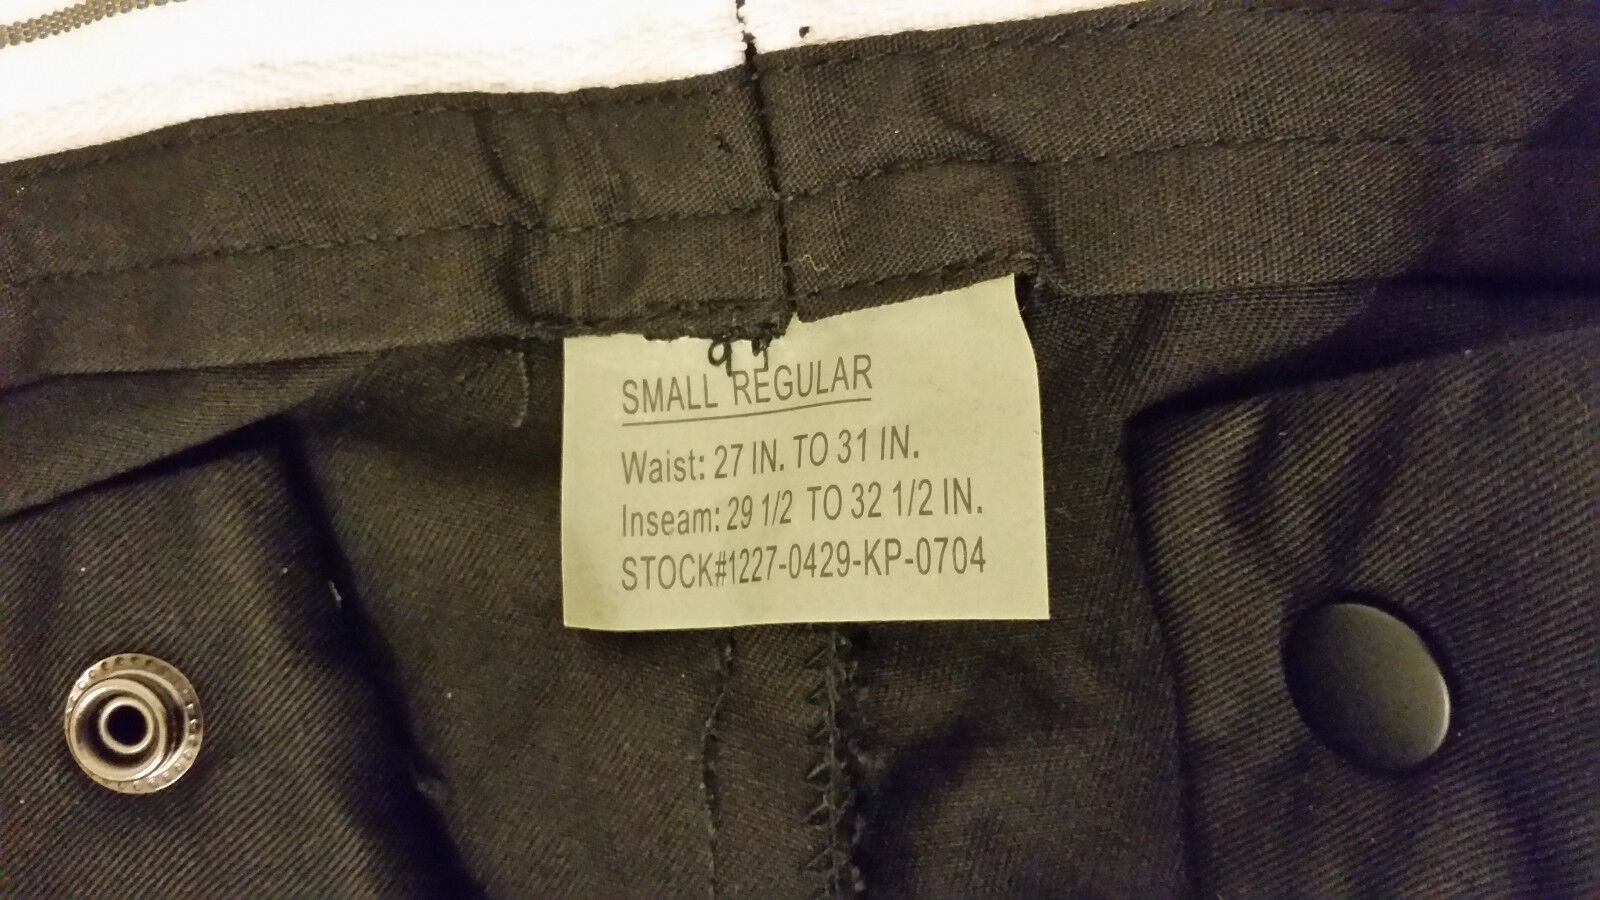 SMALL REGULAR
Waist: 27 IN. TO 31 IN.
Inseam: 29 1/2 TO 32 1/2 IN.
STOCK#1227-0429-KP-0704